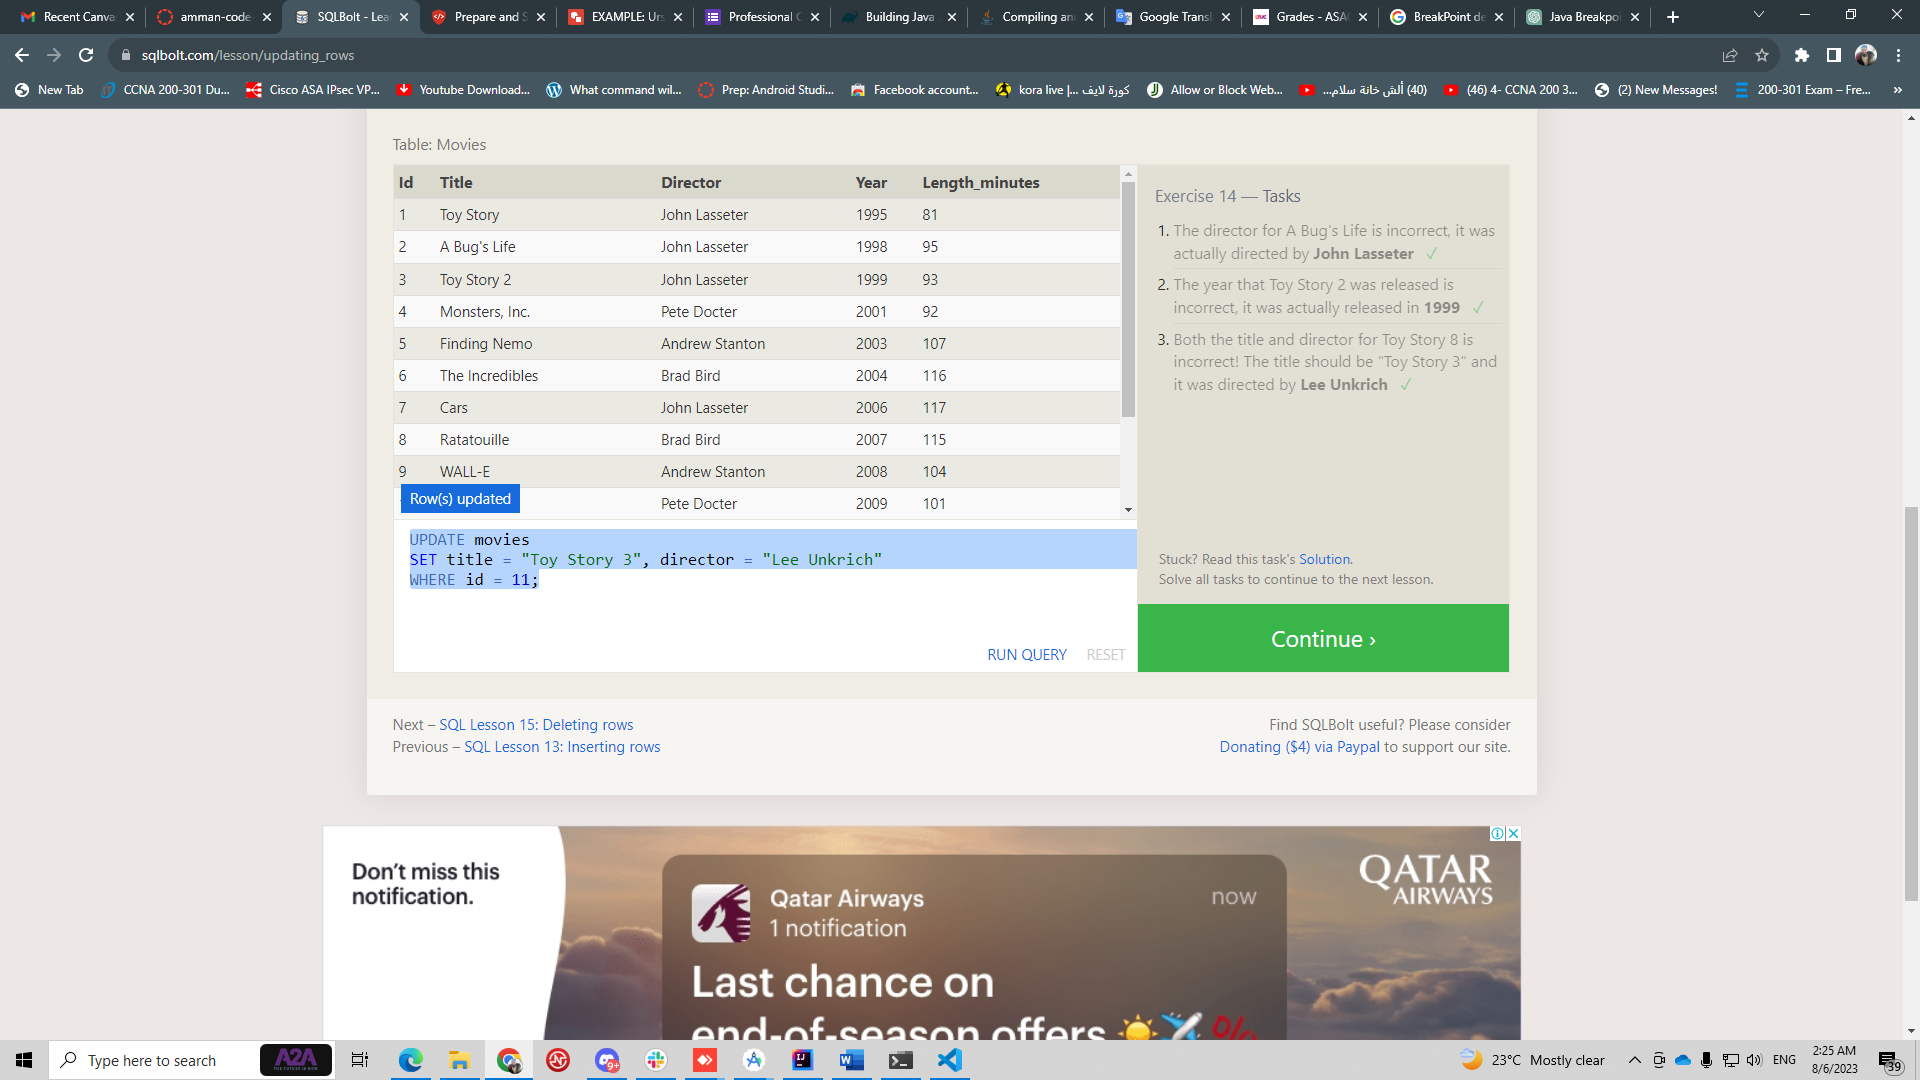 Recent Canva
amman-code-
SQLBolt - Lea
Prepare and S
EXAMPLE: Urs
Professional C
Building Java
Compiling an
Google Transl
Grades - ASAC
BreakPoint de
Java Breakpoi
sqlbolt.com/lesson/updating_rows
New Tab
CCNA 200-301 Du...
Cisco ASA IPsec VP...
Youtube Download...
What command wil...
Prep: Android Studi...
Facebook account...
kora live |... كورة لايف
Allow or Block Web...
(40) ألش خانة سلام...
(46) 4- CCNA 200 3...
(2) New Messages!
200-301 Exam – Fre...
»
Table: Movies
Id Title Director Year Length_minutes
1 Toy Story John Lasseter 1995 81
2 A Bug's Life John Lasseter 1998 95
3 Toy Story 2 John Lasseter 1999 93
4 Monsters, Inc. Pete Docter 2001 92
5 Finding Nemo Andrew Stanton 2003 107
6 The Incredibles Brad Bird 2004 116
7 Cars John Lasseter 2006 117
8 Ratatouille Brad Bird 2007 115
9 WALL-E Andrew Stanton 2008 104
Pete Docter 2009 101
Row(s) updated
UPDATE movies
SET title = "Toy Story 3", director = "Lee Unkrich"
WHERE id = 11;
RUN QUERY RESET
Exercise 14 — Tasks
1. The director for A Bug's Life is incorrect, it was
actually directed by John Lasseter ✓
2. The year that Toy Story 2 was released is
incorrect, it was actually released in 1999 ✓
3. Both the title and director for Toy Story 8 is
incorrect! The title should be "Toy Story 3" and
it was directed by Lee Unkrich ✓
Stuck? Read this task's Solution.
Solve all tasks to continue to the next lesson.
Continue ›
Next – SQL Lesson 15: Deleting rows
Previous – SQL Lesson 13: Inserting rows
Find SQLBolt useful? Please consider
Donating ($4) via Paypal to support our site.
Don't miss this
notification.
Qatar Airways
1 notification
now
Last chance on
end-of-season offers
QATAR
AIRWAYS
Type here to search
A2A
9+
23°C Mostly clear
ENG
2:25 AM
8/6/2023
39